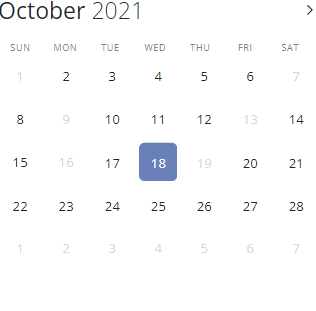 October 2021
SUN MON TUE WED THU FRI SAT
1 2 3 4 5 6 7
8 9 10 11 12 13 14
15 16 17 18 19 20 21
22 23 24 25 26 27 28
1 2 3 4 5 6 7